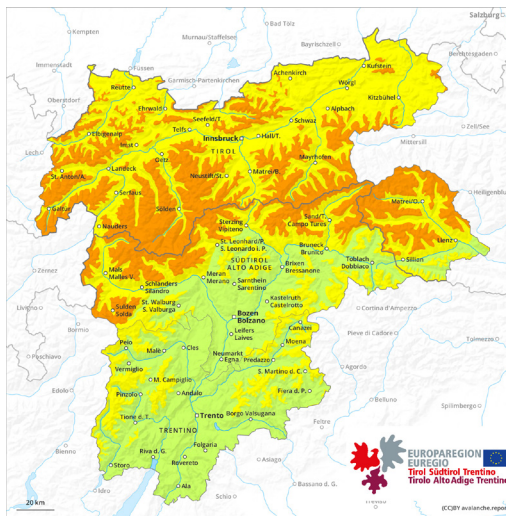 Salzburg
Kempten
Bad Tölz
Murnau/Staffelsee
Bayrischzell
Kufstein
Berchtesgaden
Immenstadt
Füssen
Garmisch-Partenkirchen
Achenkirch
Oberstdorf
Reutte
Wörgl
Ehrwald
Seefeld/T.
Alpbach
Kitzbühel
Schwaz
Elbigenalp
Telfs
Innsbruck
Hall/T.
Zell/See
Lech
Imst
TIROL
Mittersill
St. Anton/A.
Landeck
Oetz
Neustift/St.
Matrei/B.
Mayrhofen
Serfaus
Galtür
Sölden
Matrei/O.
Heiligenblut
Nauders
Sterzing
Vipiteno
Sand/T.
Campo Tures
Lienz
St. Leonhard/P.
S. Leonardo i. P.
Bruneck
Brunico
Sillian
Zernez
Mals
Malles V.
SÜDTIROL
ALTO ADIGE
Brixen
Bressanone
Toblach
Dobbiaco
Meran
Merano
Schlanders
Silandro
Sarnthein
Sarentino
Livigno
Sulden
Solda
St. Walburg
S. Valburga
Kastelruth
Castelrotto
Cortina d'Ampezzo
Bozen
Bolzano
Bormio
Leifers
Laives
Canazei
Pieve di Cadore
Poschiavo
Peio
Malè
Cles
Neumarkt
Egna
Moena
Predazzo
Tolmezzo
Vermiglio
Agordo
M. Campiglio
S. Martino d. C.
Edolo
Pinzolo
Andalo
Fiera d. P.
Belluno
Spilimbergo
Trento
Borgo Valsugana
Tione d. T.
Feltre
TRENTINO
Bienno
Folgaria
Riva d. G.
Asiago
Storo
Rovereto
Bassano d. G.
Ala
Idro
Schio
EUROPAREGION
EUREGIO
Tirol Südtirol Trentino
Tirolo Alto Adige Trentino
20 km
(CC)BY avalanche.report